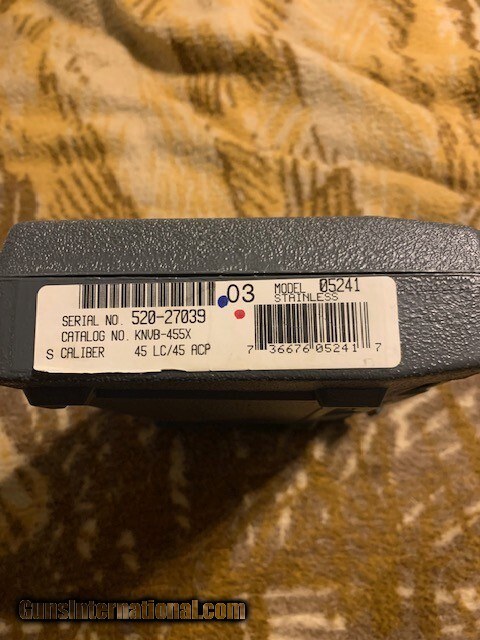 03
MODEL 05241
STAINLESS
SERIAL NO. 520-27039
CATALOG NO. KNVB-455X
S CALIBER 45 LC/45 ACP
7 36676 05241 7
GunsInternational.com